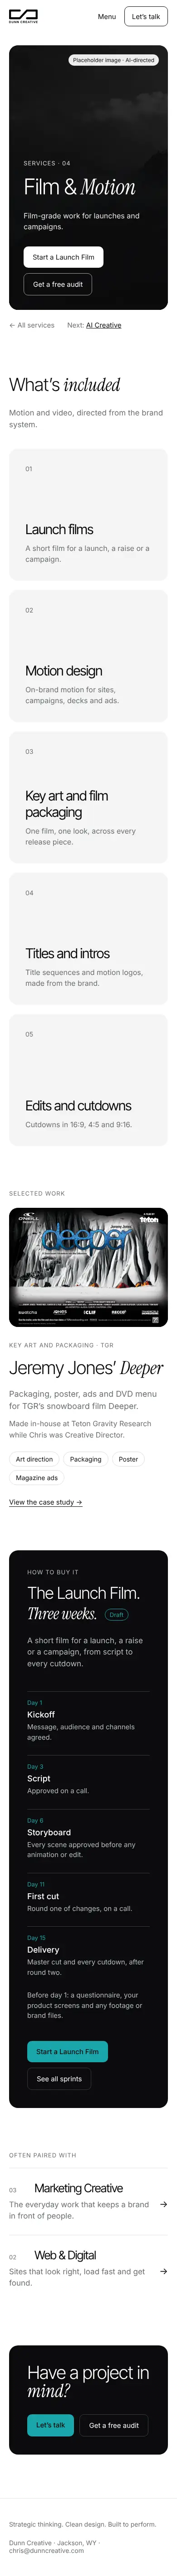 DUNN CREATIVE
Menu
Let's talk
Placeholder image · AI-directed
SERVICES · 04
Film & Motion
Film-grade work for launches and
campaigns.
Start a Launch Film
Get a free audit
← All services
Next: AI Creative
What's included
Motion and video, directed from the brand
system.
01
Launch films
A short film for a launch, a raise or a
campaign.
02
Motion design
On-brand motion for sites,
campaigns, decks and ads.
03
Key art and film
packaging
One film, one look, across every
release piece.
04
Titles and intros
Title sequences and motion logos,
made from the brand.
05
Edits and cutdowns
Cutdowns in 16:9, 4:5 and 9:16.
SELECTED WORK
O'NEILL
teton
jeremy jones'
deeper
KEY ART AND PACKAGING · TGR
Jeremy Jones' Deeper
Packaging, poster, ads and DVD menu
for TGR's snowboard film Deeper.
Made in-house at Teton Gravity Research
while Chris was Creative Director.
Art direction
Packaging
Poster
Magazine ads
View the case study →
HOW TO BUY IT
The Launch Film.
Three weeks.
Draft
A short film for a launch, a raise
or a campaign, from script to
every cutdown.
Day 1
Kickoff
Message, audience and channels
agreed.
Day 3
Script
Approved on a call.
Day 6
Storyboard
Every scene approved before any
animation or edit.
Day 11
First cut
Round one of changes, on a call.
Day 15
Delivery
Master cut and every cutdown, after
round two.
Before day 1: a questionnaire, your
product screens and any footage or
brand files.
Start a Launch Film
See all sprints
OFTEN PAIRED WITH
03
Marketing Creative
The everyday work that keeps a brand
in front of people.
→
02
Web & Digital
Sites that look right, load fast and get
found.
→
Have a project in
mind?
Let's talk
Get a free audit
Strategic thinking. Clean design. Built to perform.
Dunn Creative · Jackson, WY ·
chris@dunncreative.com